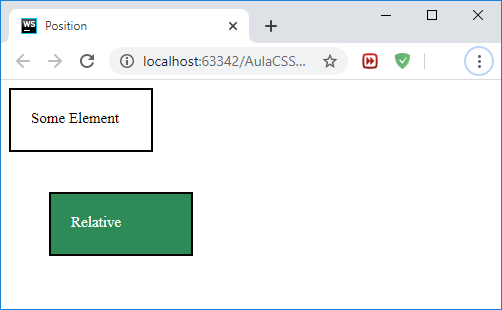 WS
Position
localhost:63342/AulaCSS...
Some Element
Relative